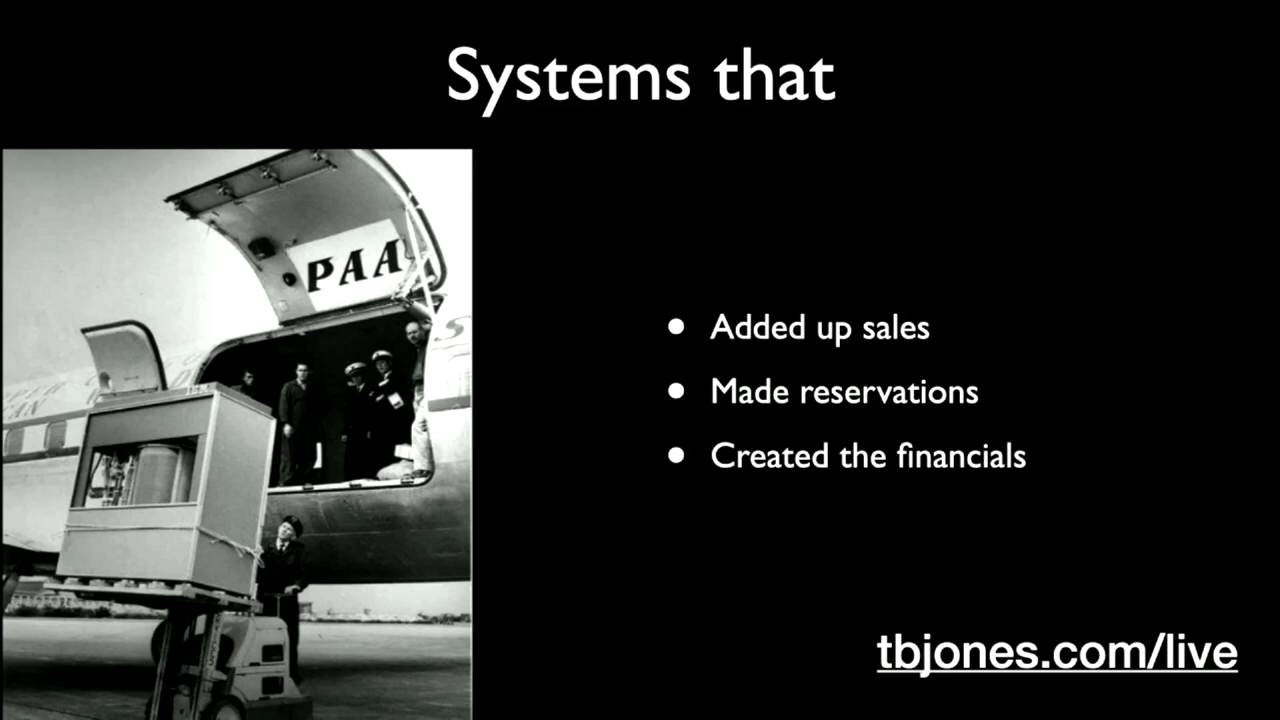 Systems that
PAA
• Added up sales
• Made reservations
• Created the financials
tbjones.com/live